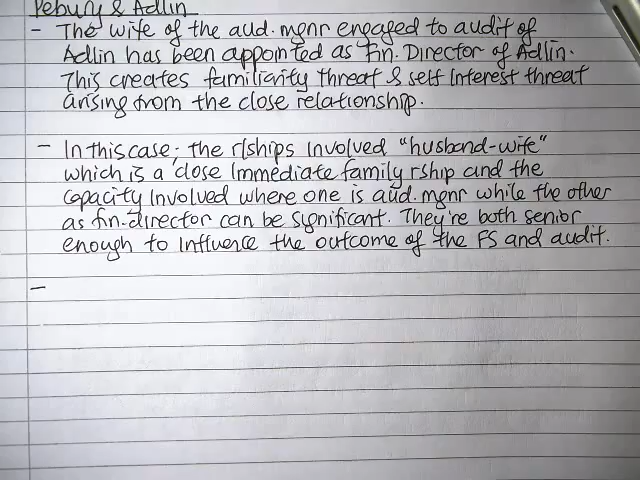 Pebury & Adlin
- The wife of the aud. mgnr engaged to audit of
Adlin has been appointed as Fin. Director of Adlin.
This creates familiarity threat & self interest threat
arising from the close relationship.
- In this case, the r/ships involved "husband-wife"
which is a close immediate family rship and the
capacity involved where one is aud. mgnr while the other
as fin. director can be significant. They're both senior
enough to influence the outcome of the FS and audit.
-